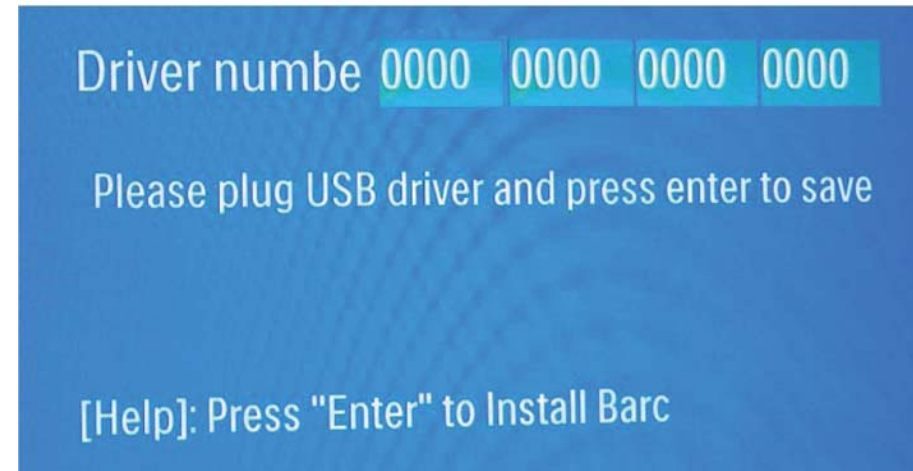 Driver numbe 0000 0000 0000 0000
Please plug USB driver and press enter to save
[Help]: Press "Enter" to Install Barc